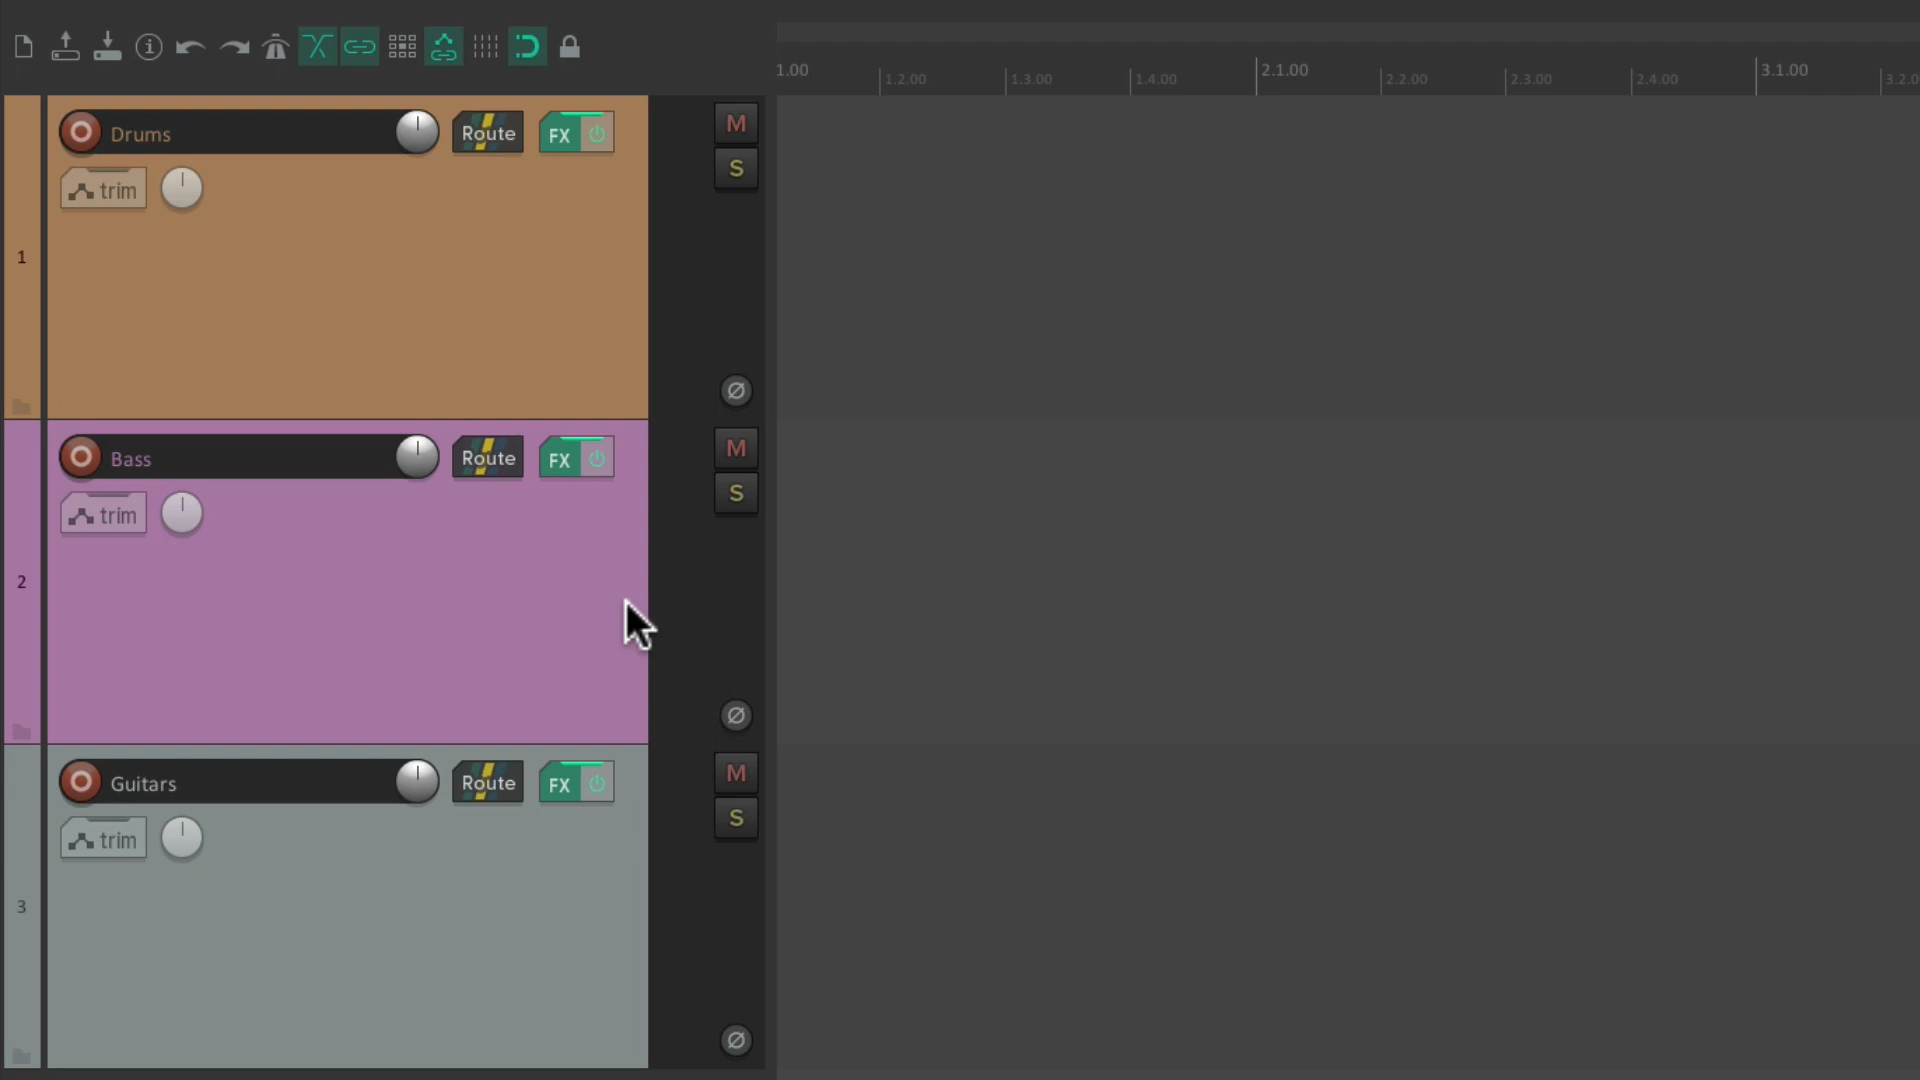 1.00 1.2.00 1.3.00 1.4.00 2.1.00 2.2.00 2.3.00 2.4.00 3.1.00
Drums Route FX M
trim S
1
Bass Route FX M
trim S
2
Guitars Route FX M
trim S
3